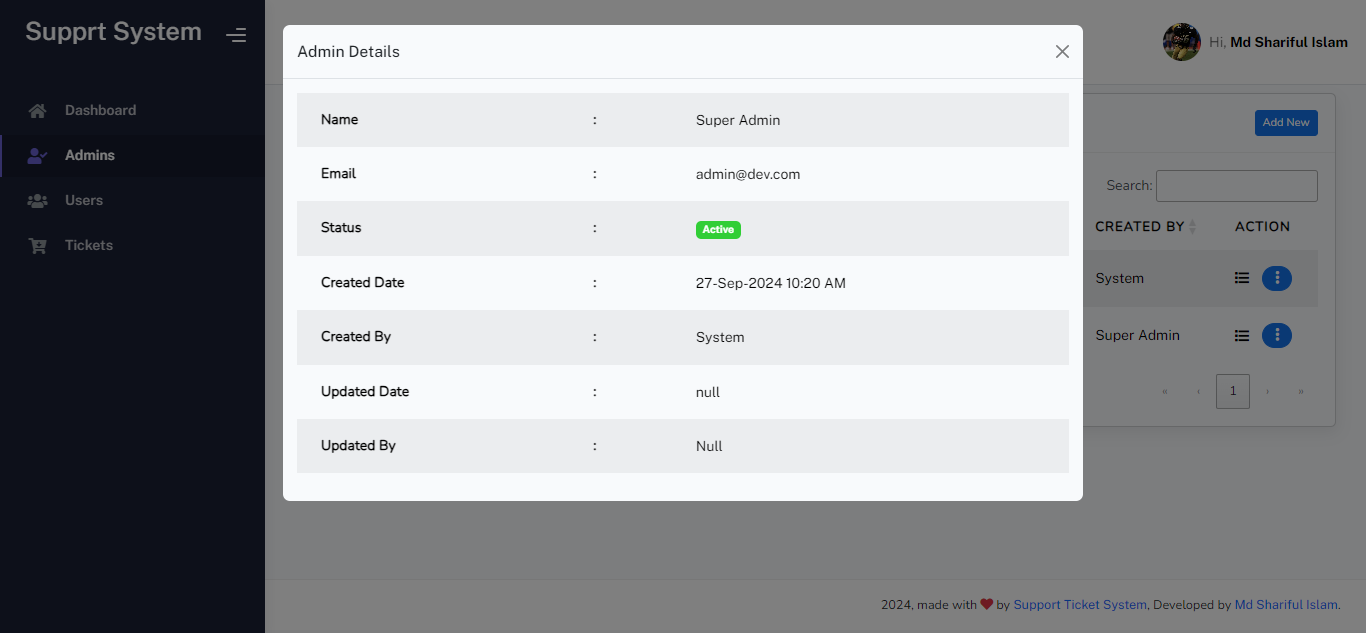 Supprt System
Dashboard
Admins
Users
Tickets
Hi, Md Shariful Islam
Admin Details
Name : Super Admin
Email : admin@dev.com
Status : Active
Created Date : 27-Sep-2024 10:20 AM
Created By : System
Updated Date : null
Updated By : Null
Add New
Search:
CREATED BY ACTION
System
Super Admin
« ‹ 1 › »
2024, made with ❤ by Support Ticket System, Developed by Md Shariful Islam.